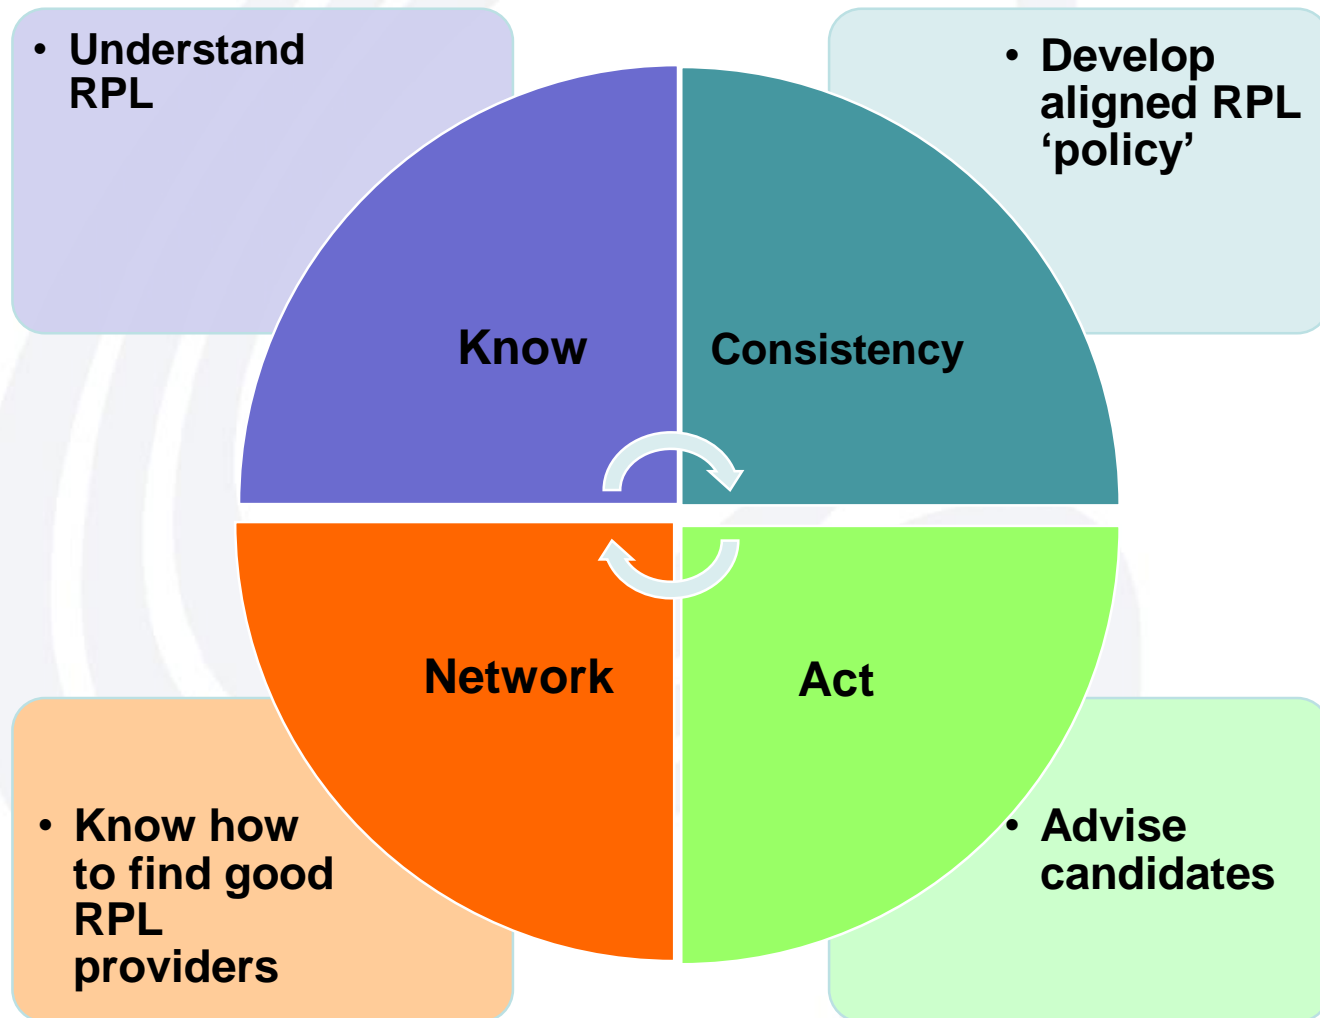 • Understand
RPL
• Develop
aligned RPL
‘policy’
Know
Consistency
Network
Act
• Know how
to find good
RPL
providers
• Advise
candidates